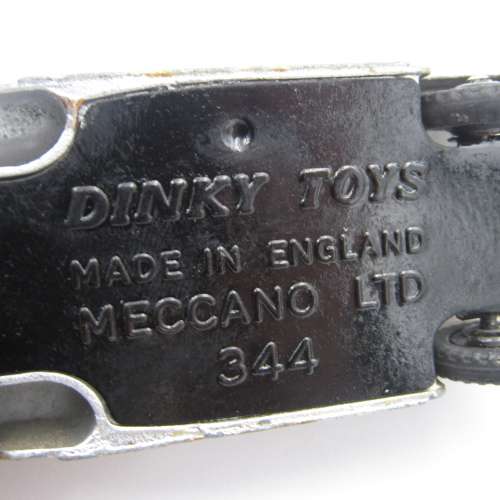 DINKY TOYS
MADE IN ENGLAND
MECCANO LTD
344